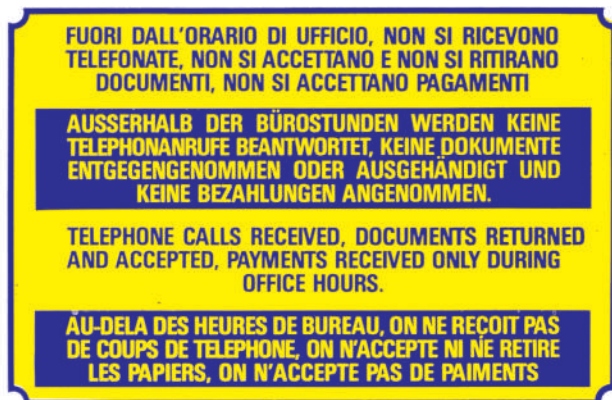 FUORI DALL'ORARIO DI UFFICIO, NON SI RICEVONO
TELEFONATE, NON SI ACCETTANO E NON SI RITIRANO
DOCUMENTI, NON SI ACCETTANO PAGAMENTI
AUSSERHALB DER BÜROSTUNDEN WERDEN KEINE
TELEPHONANRUFE BEANTWORTET, KEINE DOKUMENTE
ENTGEGENGENOMMEN ODER AUSGEHÄNDIGT UND
KEINE BEZAHLUNGEN ANGENOMMEN.
TELEPHONE CALLS RECEIVED, DOCUMENTS RETURNED
AND ACCEPTED, PAYMENTS RECEIVED ONLY DURING
OFFICE HOURS.
AU-DELA DES HEURES DE BUREAU, ON NE REÇOIT PAS
DE COUPS DE TELEPHONE, ON N'ACCEPTE NI NE RETIRE
LES PAPIERS, ON N'ACCEPTE PAS DE PAIMENTS